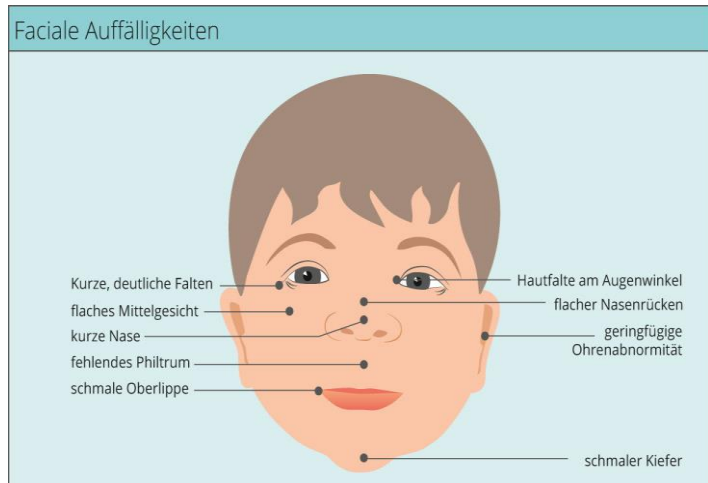 Faciale Auffälligkeiten
Kurze, deutliche Falten
flaches Mittelgesicht
kurze Nase
fehlendes Philtrum
schmale Oberlippe
Hautfalte am Augenwinkel
flacher Nasenrücken
geringfügige
Ohrenabnormität
schmaler Kiefer